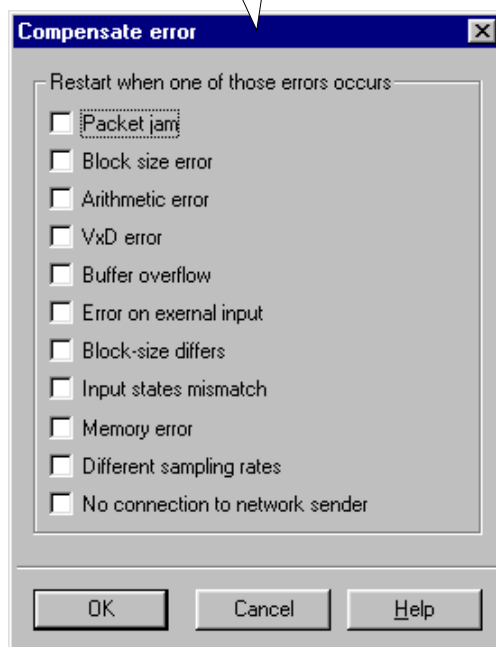 Compensate error
Restart when one of those errors occurs
Packet jam
Block size error
Arithmetic error
VxD error
Buffer overflow
Error on exernal input
Block-size differs
Input states mismatch
Memory error
Different sampling rates
No connection to network sender
OK Cancel Help